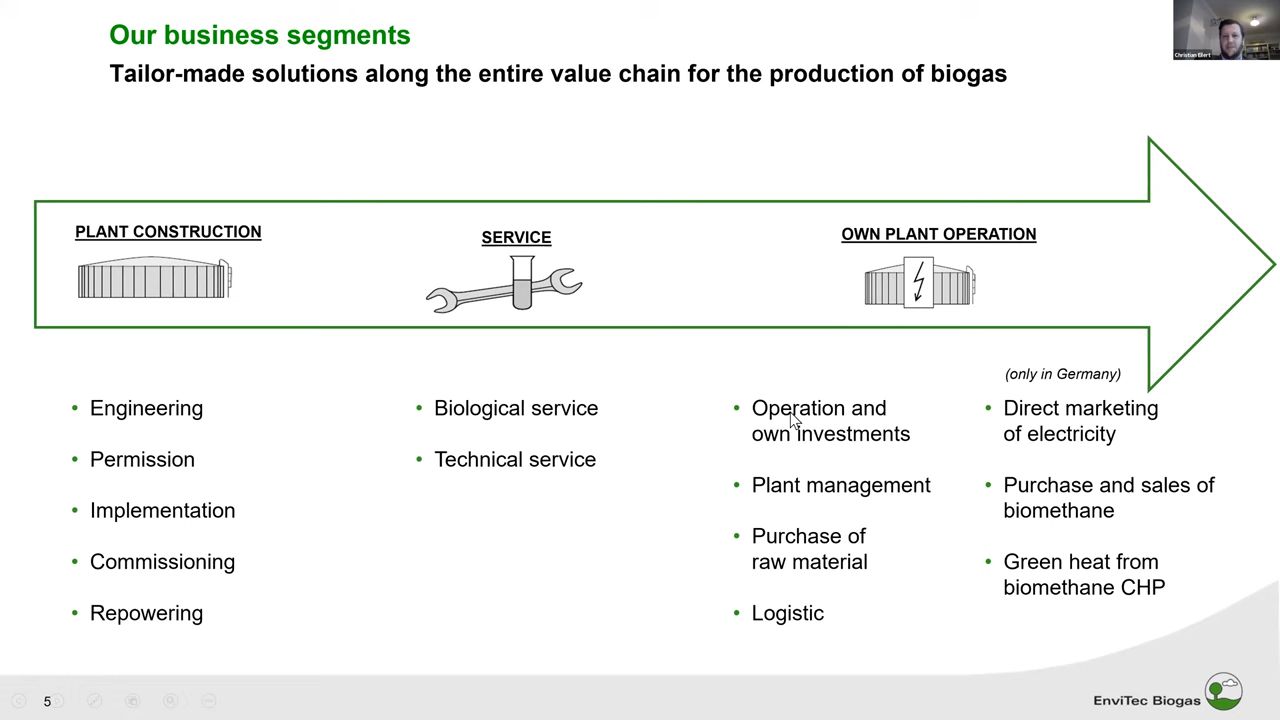 Our business segments
Tailor-made solutions along the entire value chain for the production of biogas
Christian Ellert
PLANT CONSTRUCTION
SERVICE
OWN PLANT OPERATION
(only in Germany)
• Engineering
• Permission
• Implementation
• Commissioning
• Repowering
• Biological service
• Technical service
• Operation and
own investments
• Plant management
• Purchase of
raw material
• Logistic
• Direct marketing
of electricity
• Purchase and sales of
biomethane
• Green heat from
biomethane CHP
5
EnviTec Biogas